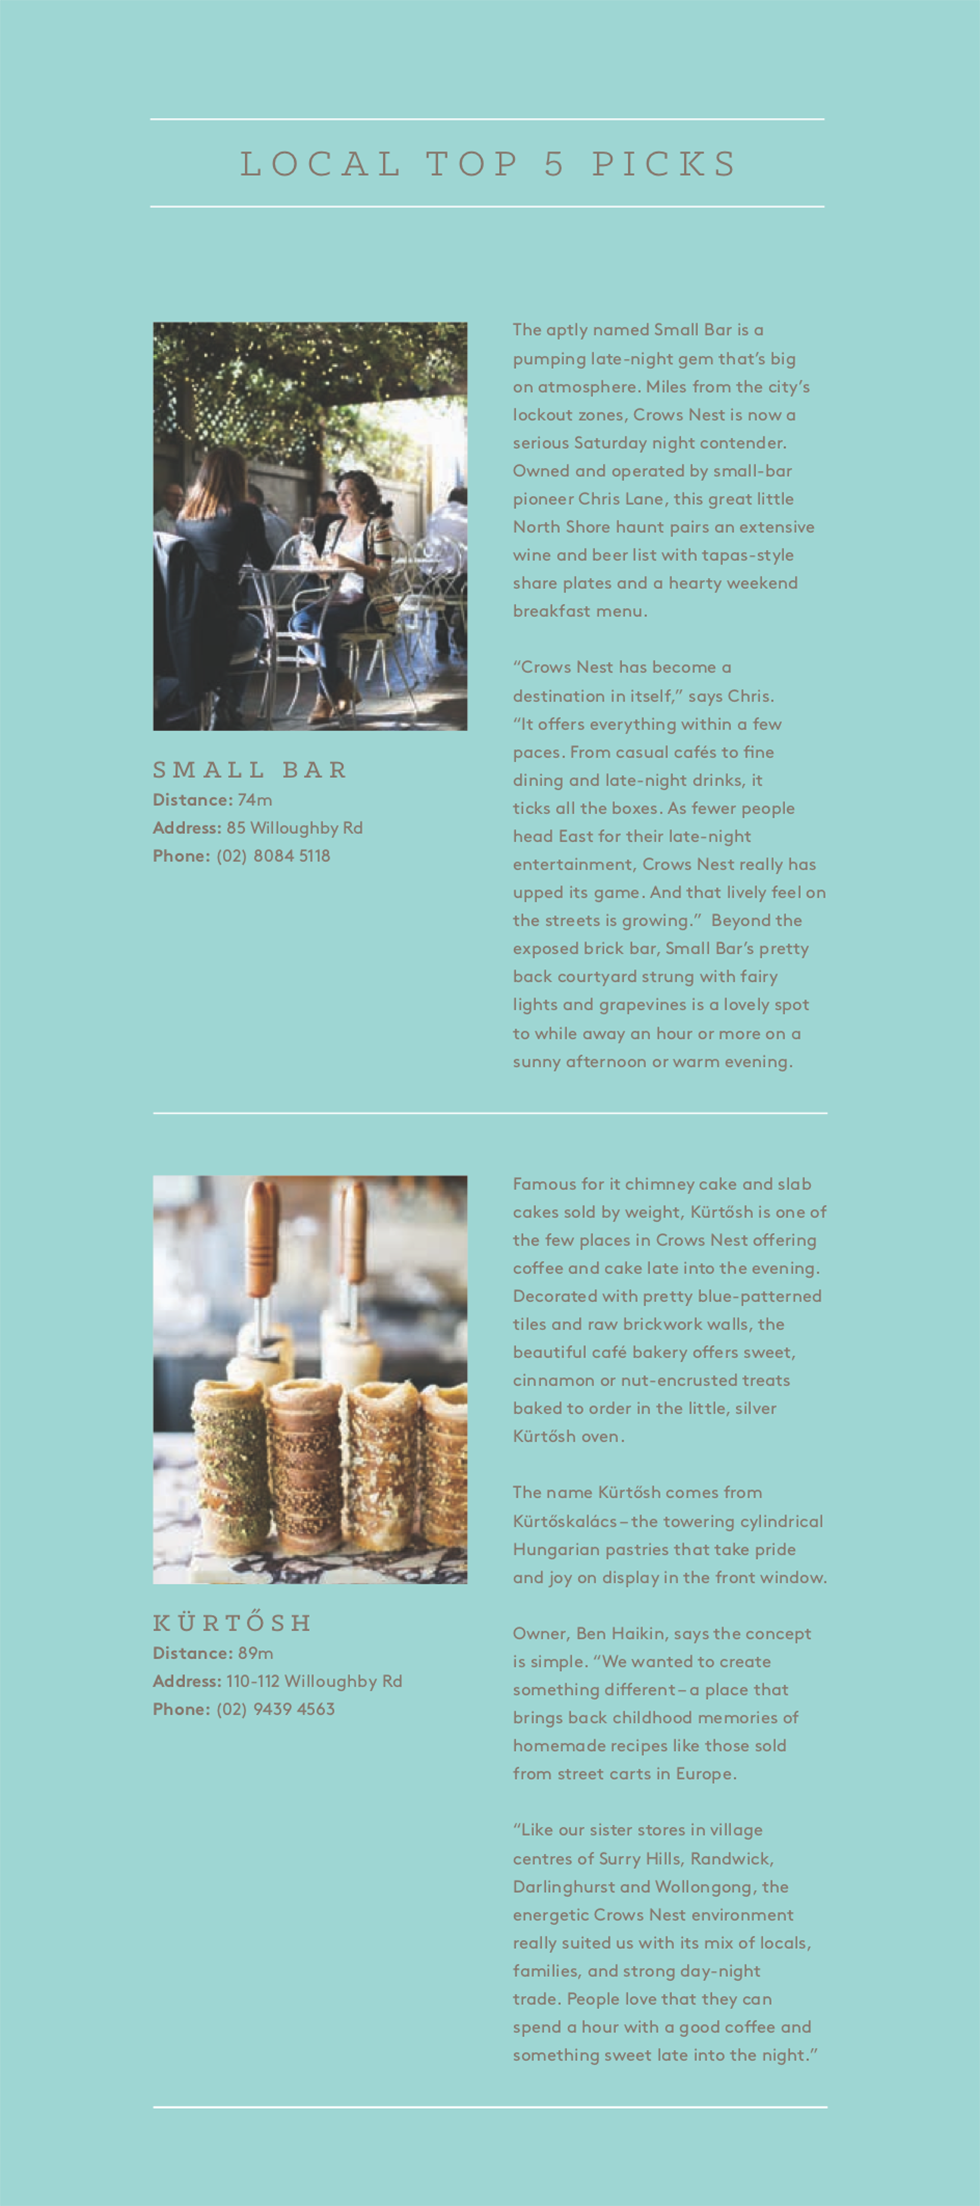 LOCAL TOP 5 PICKS
SMALL BAR
Distance: 74m
Address: 85 Willoughby Rd
Phone: (02) 8084 5118
The aptly named Small Bar is a
pumping late-night gem that’s big
on atmosphere. Miles from the city’s
lockout zones, Crows Nest is now a
serious Saturday night contender.
Owned and operated by small-bar
pioneer Chris Lane, this great little
North Shore haunt pairs an extensive
wine and beer list with tapas-style
share plates and a hearty weekend
breakfast menu.
“Crows Nest has become a
destination in itself,” says Chris.
“It offers everything within a few
paces. From casual cafés to fine
dining and late-night drinks, it
ticks all the boxes. As fewer people
head East for their late-night
entertainment, Crows Nest really has
upped its game. And that lively feel on
the streets is growing.” Beyond the
exposed brick bar, Small Bar’s pretty
back courtyard strung with fairy
lights and grapevines is a lovely spot
to while away an hour or more on a
sunny afternoon or warm evening.
KÜRTŐSH
Distance: 89m
Address: 110-112 Willoughby Rd
Phone: (02) 9439 4563
Famous for it chimney cake and slab
cakes sold by weight, Kürtősh is one of
the few places in Crows Nest offering
coffee and cake late into the evening.
Decorated with pretty blue-patterned
tiles and raw brickwork walls, the
beautiful café bakery offers sweet,
cinnamon or nut-encrusted treats
baked to order in the little, silver
Kürtősh oven.
The name Kürtősh comes from
Kürtőskalács – the towering cylindrical
Hungarian pastries that take pride
and joy on display in the front window.
Owner, Ben Haikin, says the concept
is simple. “We wanted to create
something different – a place that
brings back childhood memories of
homemade recipes like those sold
from street carts in Europe.
“Like our sister stores in village
centres of Surry Hills, Randwick,
Darlinghurst and Wollongong, the
energetic Crows Nest environment
really suited us with its mix of locals,
families, and strong day-night
trade. People love that they can
spend a hour with a good coffee and
something sweet late into the night.”